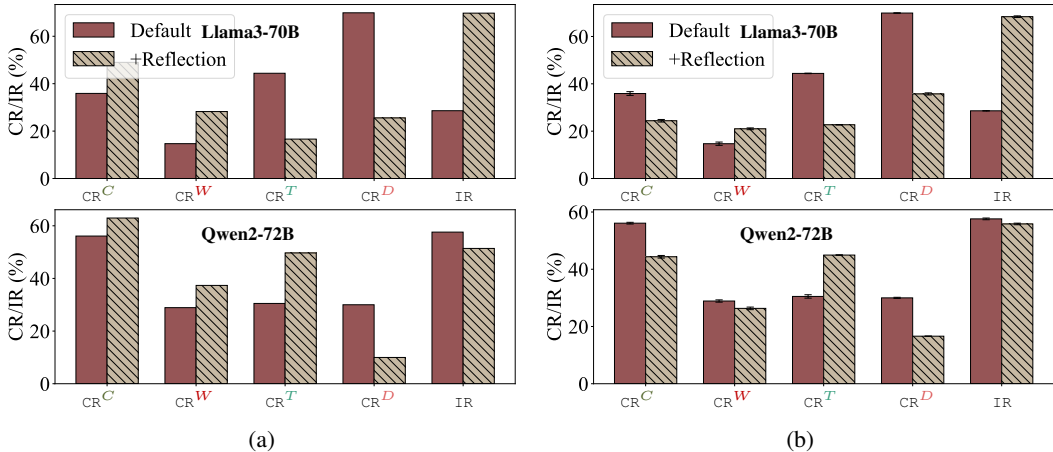 Default Llama3-70B
+Reflection
CR/IR (%)
60
40
20
0
CR^C CR^W CR^T CR^D IR
Qwen2-72B
CR/IR (%)
60
40
20
0
CR^C CR^W CR^T CR^D IR
(a)
Default Llama3-70B
+Reflection
CR/IR (%)
60
40
20
0
CR^C CR^W CR^T CR^D IR
Qwen2-72B
CR/IR (%)
60
40
20
0
CR^C CR^W CR^T CR^D IR
(b)